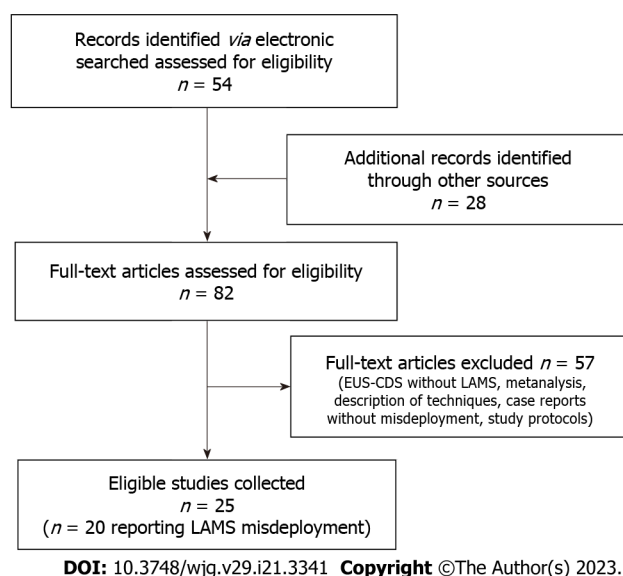 Records identified via electronic
searched assessed for eligibility
n = 54
Additional records identified
through other sources
n = 28
Full-text articles assessed for eligibility
n = 82
Full-text articles excluded n = 57
(EUS-CDS without LAMS, metanalysis,
description of techniques, case reports
without misdeployment, study protocols)
Eligible studies collected
n = 25
(n = 20 reporting LAMS misdeployment)
DOI: 10.3748/wjg.v29.i21.3341 Copyright ©The Author(s) 2023.